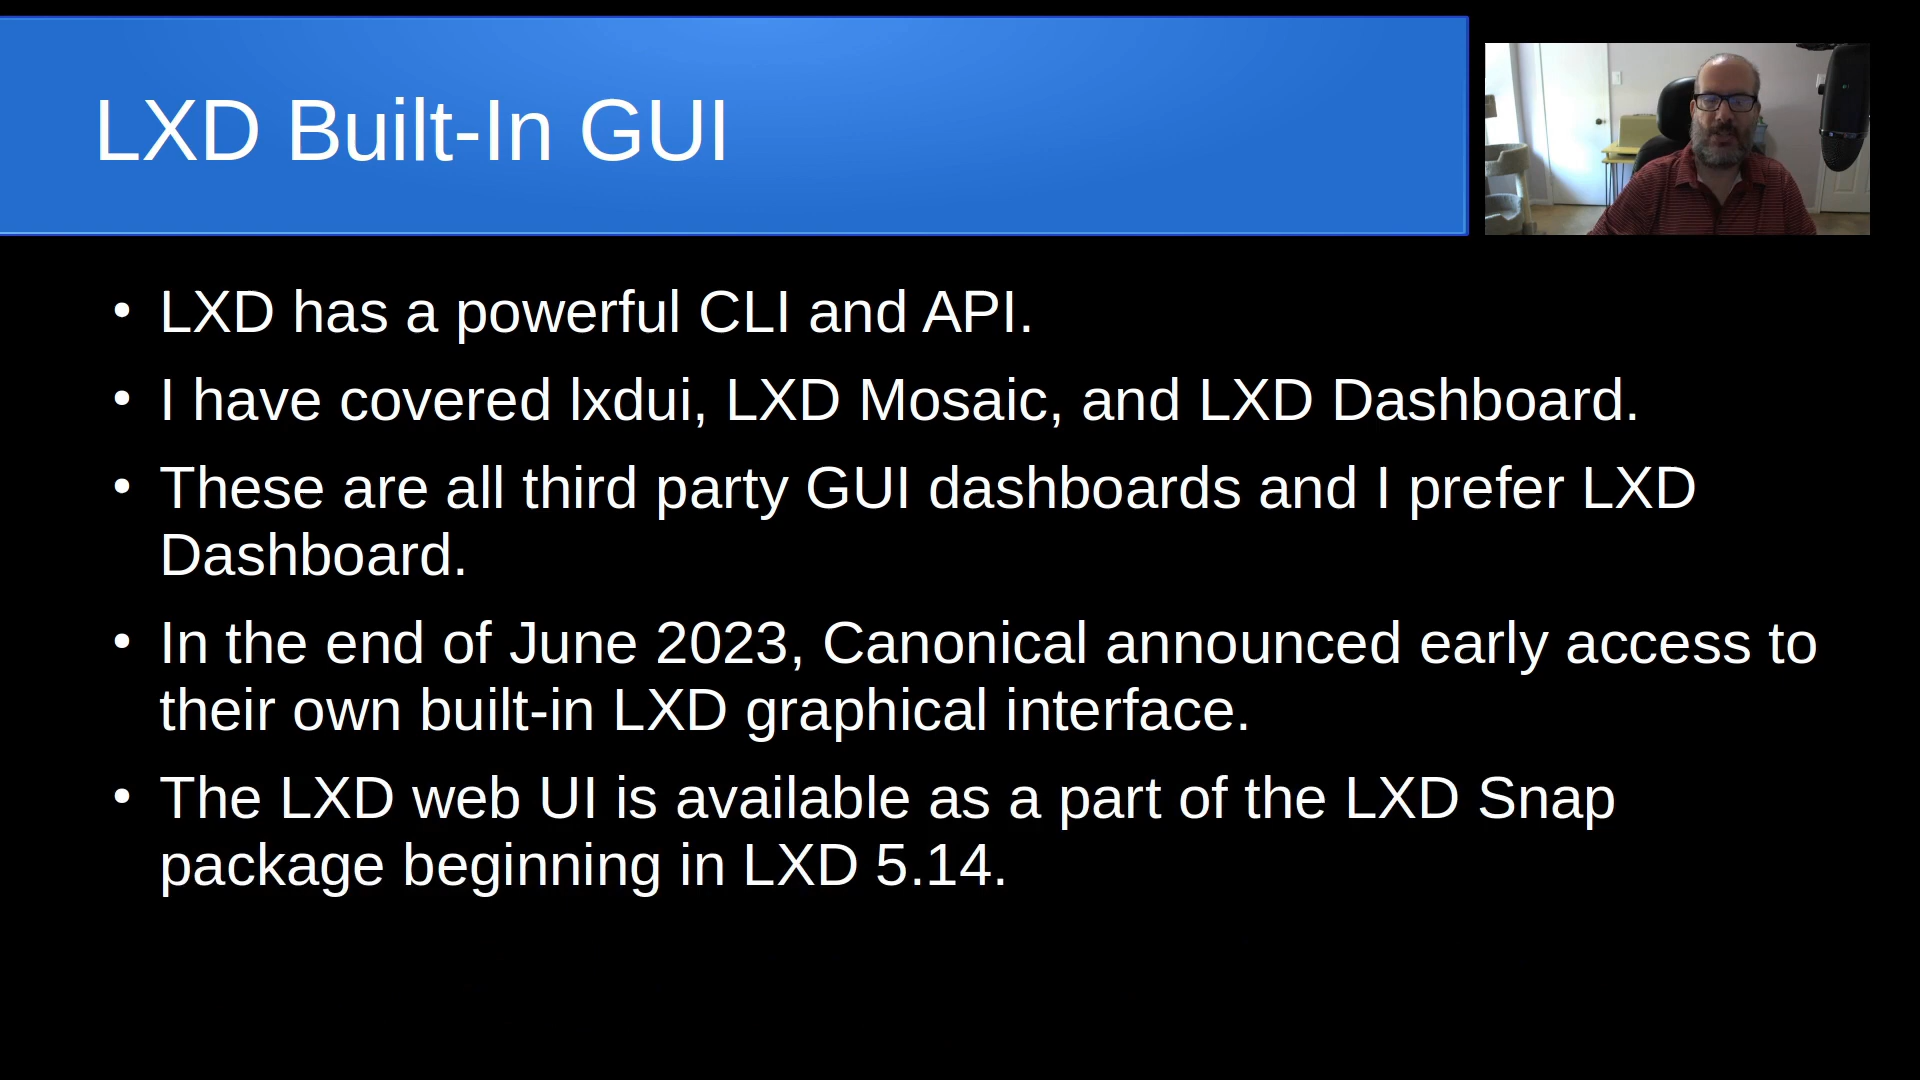 LXD Built-In GUI
• LXD has a powerful CLI and API.
• I have covered lxdui, LXD Mosaic, and LXD Dashboard.
• These are all third party GUI dashboards and I prefer LXD
Dashboard.
• In the end of June 2023, Canonical announced early access to
their own built-in LXD graphical interface.
• The LXD web UI is available as a part of the LXD Snap
package beginning in LXD 5.14.